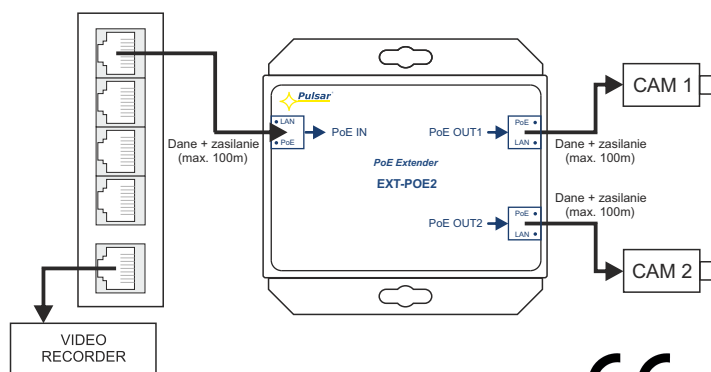 Pulsar
LAN
PoE
PoE IN
Dane + zasilanie
(max. 100m)
PoE OUT1
PoE
LAN
CAM 1
Dane + zasilanie
(max. 100m)
PoE Extender
EXT-POE2
Dane + zasilanie
(max. 100m)
PoE OUT2
PoE
LAN
CAM 2
VIDEO
RECORDER
CE